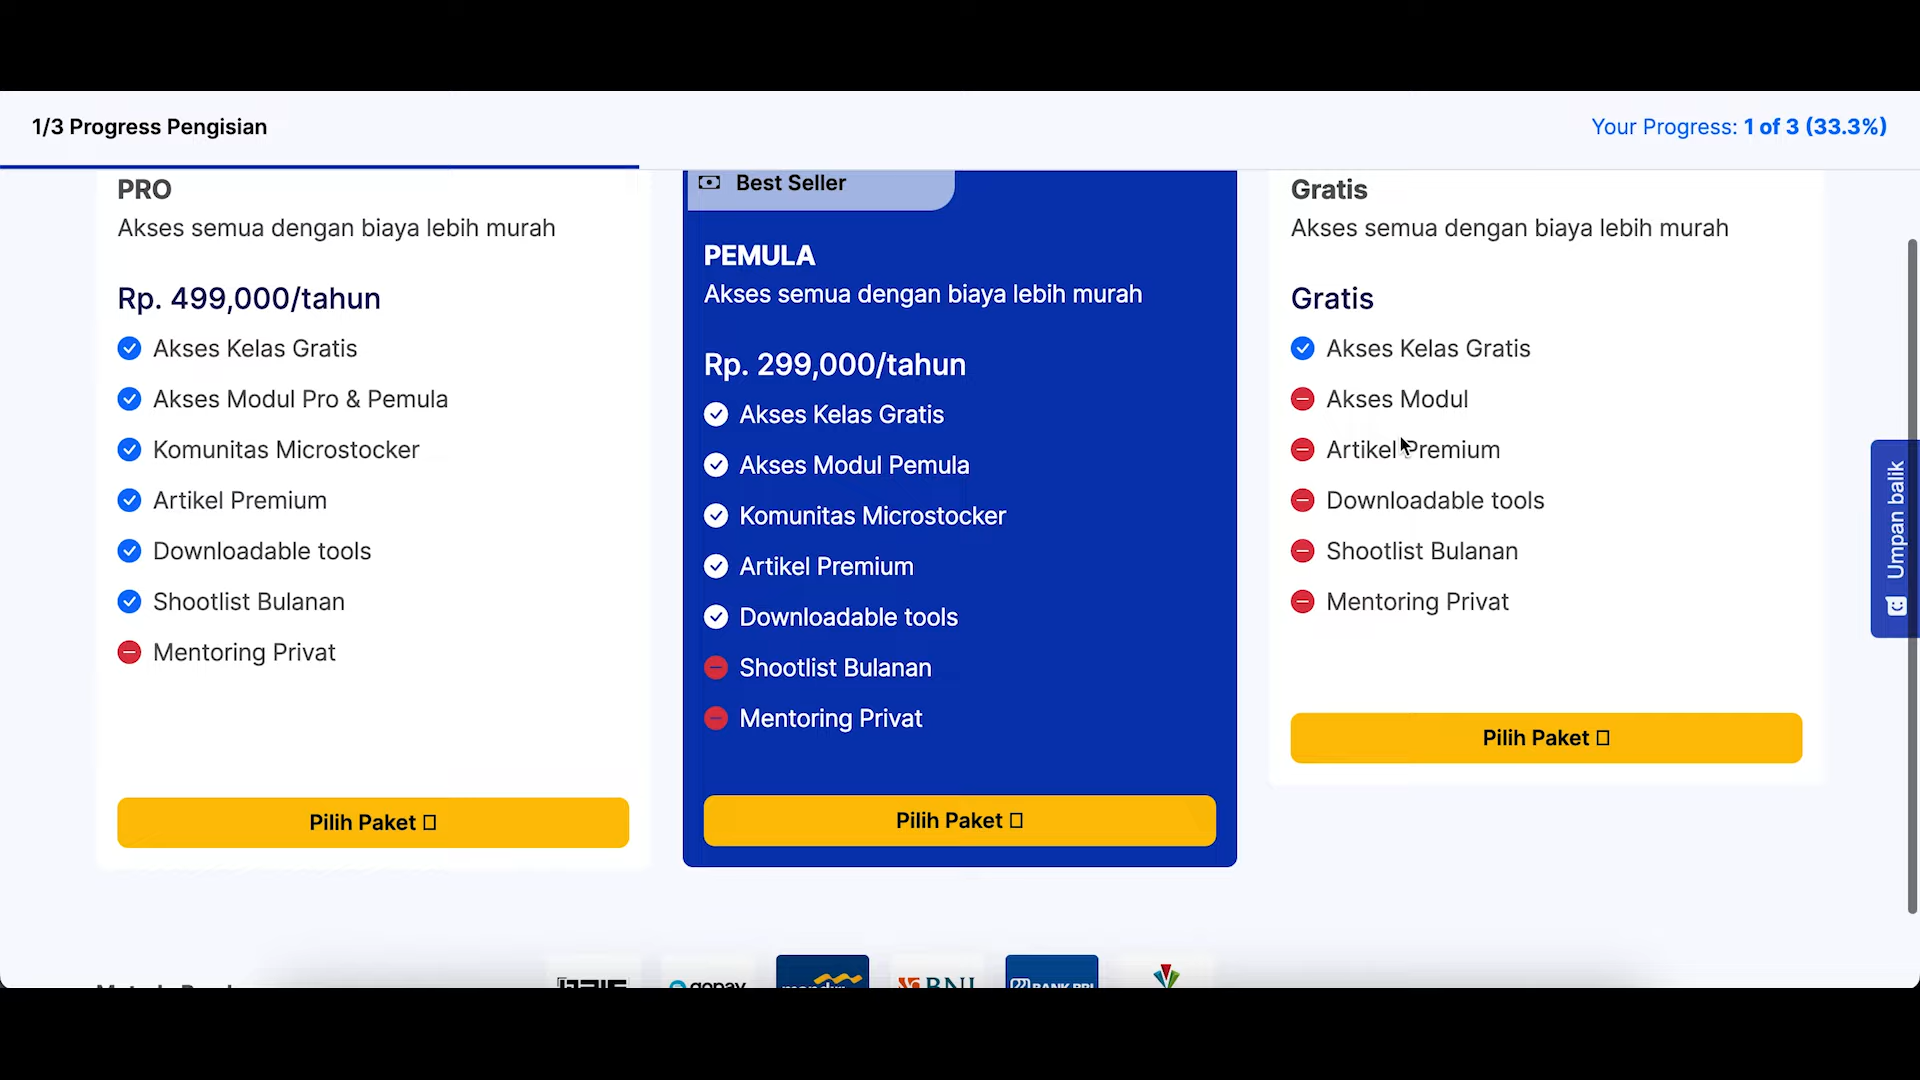 1/3 Progress Pengisian
Your Progress: 1 of 3 (33.3%)
PRO
Akses semua dengan biaya lebih murah
Rp. 499,000/tahun
Akses Kelas Gratis
Akses Modul Pro & Pemula
Komunitas Microstocker
Artikel Premium
Downloadable tools
Shootlist Bulanan
Mentoring Privat
Pilih Paket
Best Seller
PEMULA
Akses semua dengan biaya lebih murah
Rp. 299,000/tahun
Akses Kelas Gratis
Akses Modul Pemula
Komunitas Microstocker
Artikel Premium
Downloadable tools
Shootlist Bulanan
Mentoring Privat
Pilih Paket
Gratis
Akses semua dengan biaya lebih murah
Gratis
Akses Kelas Gratis
Akses Modul
Artikel Premium
Downloadable tools
Shootlist Bulanan
Mentoring Privat
Pilih Paket
Umpan balik
gopay
mandiri
BNI
BANK BRI